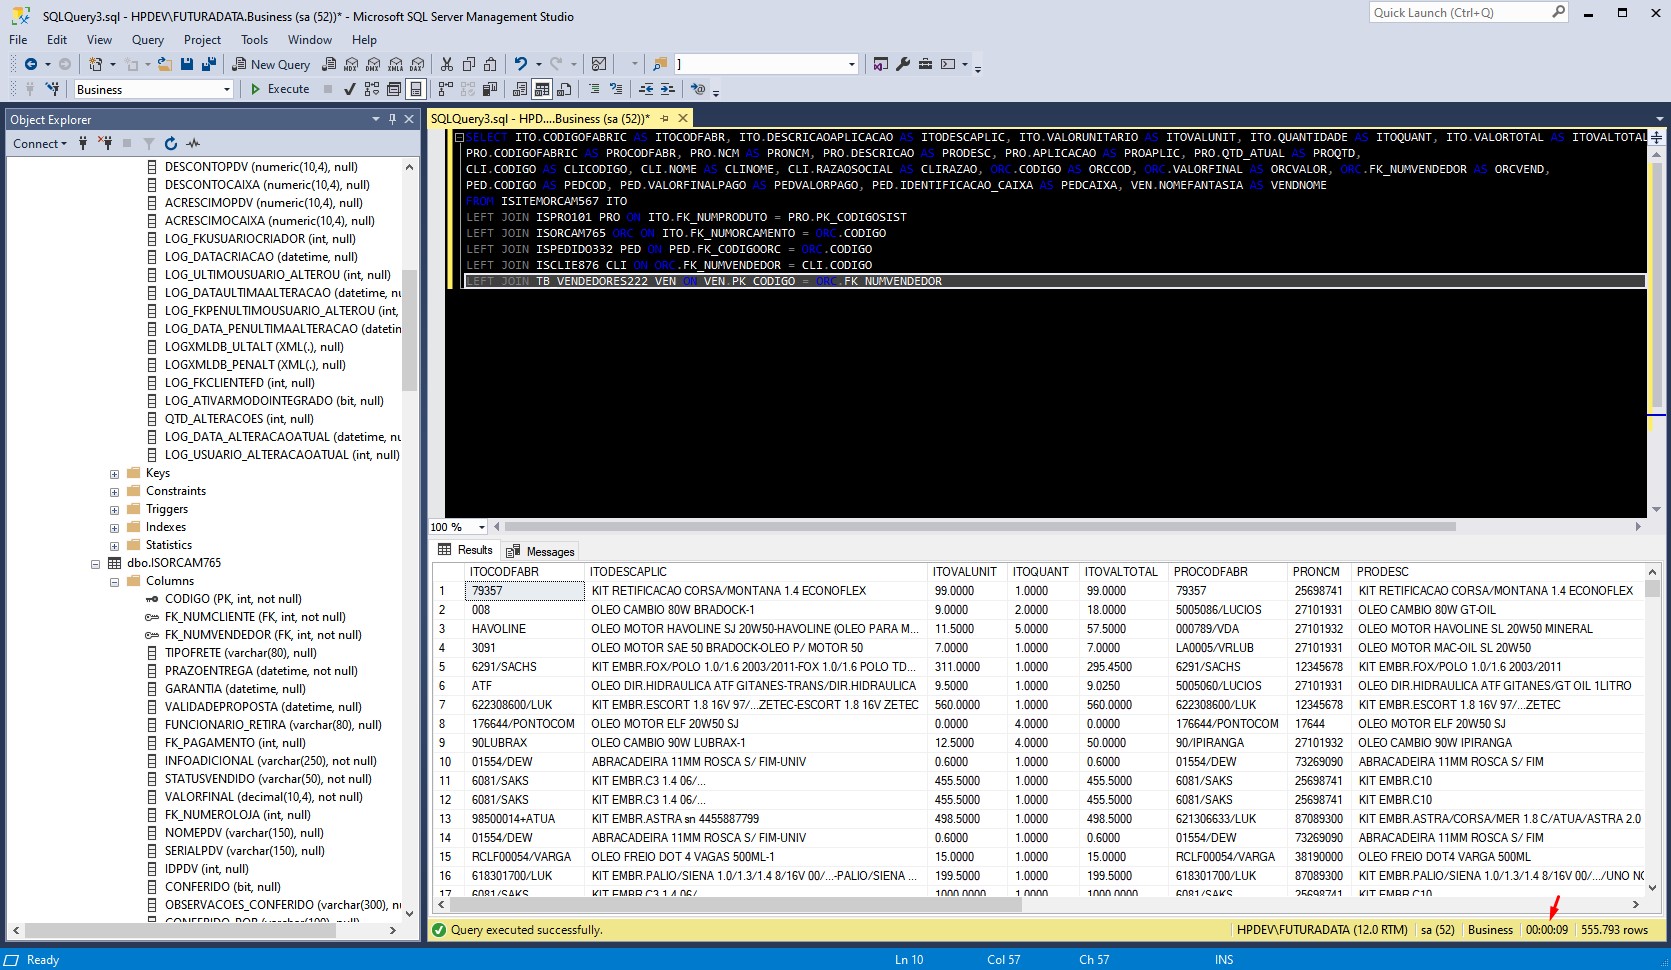 SQLQuery3.sql - HPDEV\FUTURADATA.Business (sa (52))* - Microsoft SQL Server Management Studio
Quick Launch (Ctrl+Q)
File Edit View Query Project Tools Window Help
New Query
MDX DMX XMLA DAX
]
Business
Execute
Object Explorer
Connect
DESCONTOPDV (numeric(10,4), null)
DESCONTOCAIXA (numeric(10,4), null)
ACRESCIMOPDV (numeric(10,4), null)
ACRESCIMOCAIXA (numeric(10,4), null)
LOG_FKUSUARIOCRIADOR (int, null)
LOG_DATACRIACAO (datetime, null)
LOG_ULTIMOUSUARIO_ALTEROU (int, null)
LOG_DATAULTIMAALTERACAO (datetime, nu
LOG_FKPENULTIMOUSUARIO_ALTEROU (int,
LOG_DATA_PENULTIMAALTERACAO (datetin
LOGXMLDB_ULTALT (XML(.), null)
LOGXMLDB_PENALT (XML(.), null)
LOG_FKCLIENTEFD (int, null)
LOG_ATIVARMODOINTEGRADO (bit, null)
QTD_ALTERACOES (int, null)
LOG_DATA_ALTERACAOATUAL (datetime, nu
LOG_USUARIO_ALTERACAOATUAL (int, null)
Keys
Constraints
Triggers
Indexes
Statistics
dbo.ISORCAM765
Columns
CODIGO (PK, int, not null)
FK_NUMCLIENTE (FK, int, not null)
FK_NUMVENDEDOR (FK, int, not null)
TIPOFRETE (varchar(80), null)
PRAZOENTREGA (datetime, not null)
GARANTIA (datetime, null)
VALIDADEPROPOSTA (datetime, null)
FUNCIONARIO_RETIRA (varchar(80), null)
FK_PAGAMENTO (int, null)
INFOADICIONAL (varchar(250), not null)
STATUSVENDIDO (varchar(50), not null)
VALORFINAL (decimal(10,4), not null)
FK_NUMEROLOJA (int, null)
NOMEPDV (varchar(150), null)
SERIALPDV (varchar(150), null)
IDPDV (int, null)
CONFERIDO (bit, null)
OBSERVACOES_CONFERIDO (varchar(300), n
CONFERIDO_POR (varchar(100), null)
SQLQuery3.sql - HPD....Business (sa (52))*
SELECT ITO.CODIGOFABRIC AS ITOCODFABR, ITO.DESCRICAOAPLICACAO AS ITODESCAPLIC, ITO.VALORUNITARIO AS ITOVALUNIT, ITO.QUANTIDADE AS ITOQUANT, ITO.VALORTOTAL AS ITOVALTOTAL
PRO.CODIGOFABRIC AS PROCODFABR, PRO.NCM AS PRONCM, PRO.DESCRICAO AS PRODESC, PRO.APLICACAO AS PROAPLIC, PRO.QTD_ATUAL AS PROQTD,
CLI.CODIGO AS CLICODIGO, CLI.NOME AS CLINOME, CLI.RAZAOSOCIAL AS CLIRAZAO, ORC.CODIGO AS ORCCOD, ORC.VALORFINAL AS ORCVALOR, ORC.FK_NUMVENDEDOR AS ORCVEND,
PED.CODIGO AS PEDCOD, PED.VALORFINALPAGO AS PEDVALORPAGO, PED.IDENTIFICACAO_CAIXA AS PEDCAIXA, VEN.NOMEFANTASIA AS VENDNOME
FROM ISITEMORCAM567 ITO
LEFT JOIN ISPRO101 PRO ON ITO.FK_NUMPRODUTO = PRO.PK_CODIGOSIST
LEFT JOIN ISORCAM765 ORC ON ITO.FK_NUMORCAMENTO = ORC.CODIGO
LEFT JOIN ISPEDIDO332 PED ON PED.FK_CODIGOORC = ORC.CODIGO
LEFT JOIN ISCLIE876 CLI ON ORC.FK_NUMVENDEDOR = CLI.CODIGO
LEFT JOIN TB_VENDEDORES222 VEN ON VEN.PK_CODIGO = ORC.FK_NUMVENDEDOR
100 %
Results Messages
ITOCODFABR ITODESCAPLIC ITOVALUNIT ITOQUANT ITOVALTOTAL PROCODFABR PRONCM PRODESC
1 79357 KIT RETIFICACAO CORSA/MONTANA 1.4 ECONOFLEX 99.0000 1.0000 99.0000 79357 25698741 KIT RETIFICACAO CORSA/MONTANA 1.4 ECONOFLEX
2 008 OLEO CAMBIO 80W BRADOCK-1 9.0000 2.0000 18.0000 5005086/LUCIOS 27101931 OLEO CAMBIO 80W GT-OIL
3 HAVOLINE OLEO MOTOR HAVOLINE SJ 20W50-HAVOLINE (OLEO PARA M... 11.5000 5.0000 57.5000 000789/VDA 27101932 OLEO MOTOR HAVOLINE SL 20W50 MINERAL
4 3091 OLEO MOTOR SAE 50 BRADOCK-OLEO P/ MOTOR 50 7.0000 1.0000 7.0000 LA0005/VRLUB 27101931 OLEO MOTOR MAC-OIL SL 20W50
5 6291/SACHS KIT EMBR.FOX/POLO 1.0/1.6 2003/2011-FOX 1.0/1.6 POLO TD... 311.0000 1.0000 295.4500 6291/SACHS 12345678 KIT EMBR.FOX/POLO 1.0/1.6 2003/2011
6 ATF OLEO DIR.HIDRAULICA ATF GITANES-TRANS/DIR.HIDRAULICA 9.5000 1.0000 9.0250 5005060/LUCIOS 27101931 OLEO DIR.HIDRAULICA ATF GITANES/GT OIL 1LITRO
7 622308600/LUK KIT EMBR.ESCORT 1.8 16V 97/...ZETEC-ESCORT 1.8 16V ZETEC 560.0000 1.0000 560.0000 622308600/LUK 12345678 KIT EMBR.ESCORT 1.8 16V 97/...ZETEC
8 176644/PONTOCOM OLEO MOTOR ELF 20W50 SJ 0.0000 4.0000 0.0000 176644/PONTOCOM 17644 OLEO MOTOR ELF 20W50 SJ
9 90LUBRAX OLEO CAMBIO 90W LUBRAX-1 12.5000 4.0000 50.0000 90/IPIRANGA 27101932 OLEO CAMBIO 90W IPIRANGA
10 01554/DEW ABRACADEIRA 11MM ROSCA S/ FIM-UNIV 0.6000 1.0000 0.6000 01554/DEW 73269090 ABRACADEIRA 11MM ROSCA S/ FIM
11 6081/SAKS KIT EMBR.C3 1.4 06/... 455.5000 1.0000 455.5000 6081/SAKS 25698741 KIT EMBR.C10
12 6081/SAKS KIT EMBR.C3 1.4 06/... 455.5000 1.0000 455.5000 6081/SAKS 25698741 KIT EMBR.C10
13 98500014+ATUA KIT EMBR.ASTRA sn 4455887799 498.5000 1.0000 498.5000 621306633/LUK 87089300 KIT EMBR.ASTRA/CORSA/MER 1.8 C/ATUA/ASTRA 2.0
14 01554/DEW ABRACADEIRA 11MM ROSCA S/ FIM-UNIV 0.6000 1.0000 0.6000 01554/DEW 73269090 ABRACADEIRA 11MM ROSCA S/ FIM
15 RCLF00054/VARGA OLEO FREIO DOT 4 VAGAS 500ML-1 15.0000 1.0000 15.0000 RCLF00054/VARGA 38190000 OLEO FREIO DOT4 VARGA 500ML
16 618301700/LUK KIT EMBR.PALIO/SIENA 1.0/1.3/1.4 8/16V 00/...-PALIO/SIENA ... 199.5000 1.0000 199.5000 618301700/LUK 87089300 KIT EMBR.PALIO/SIENA 1.0/1.3/1.4 8/16V 00/.../UNO NO
17 6081/SAKS KIT EMBR.C3 1.4 06/ 1000.0000 1.0000 1000.0000 6081/SAKS 25698741 KIT EMBR.C10
Query executed successfully. HPDEV\FUTURADATA (12.0 RTM) sa (52) Business 00:00:09 555.793 rows
Ready Ln 10 Col 57 Ch 57 INS